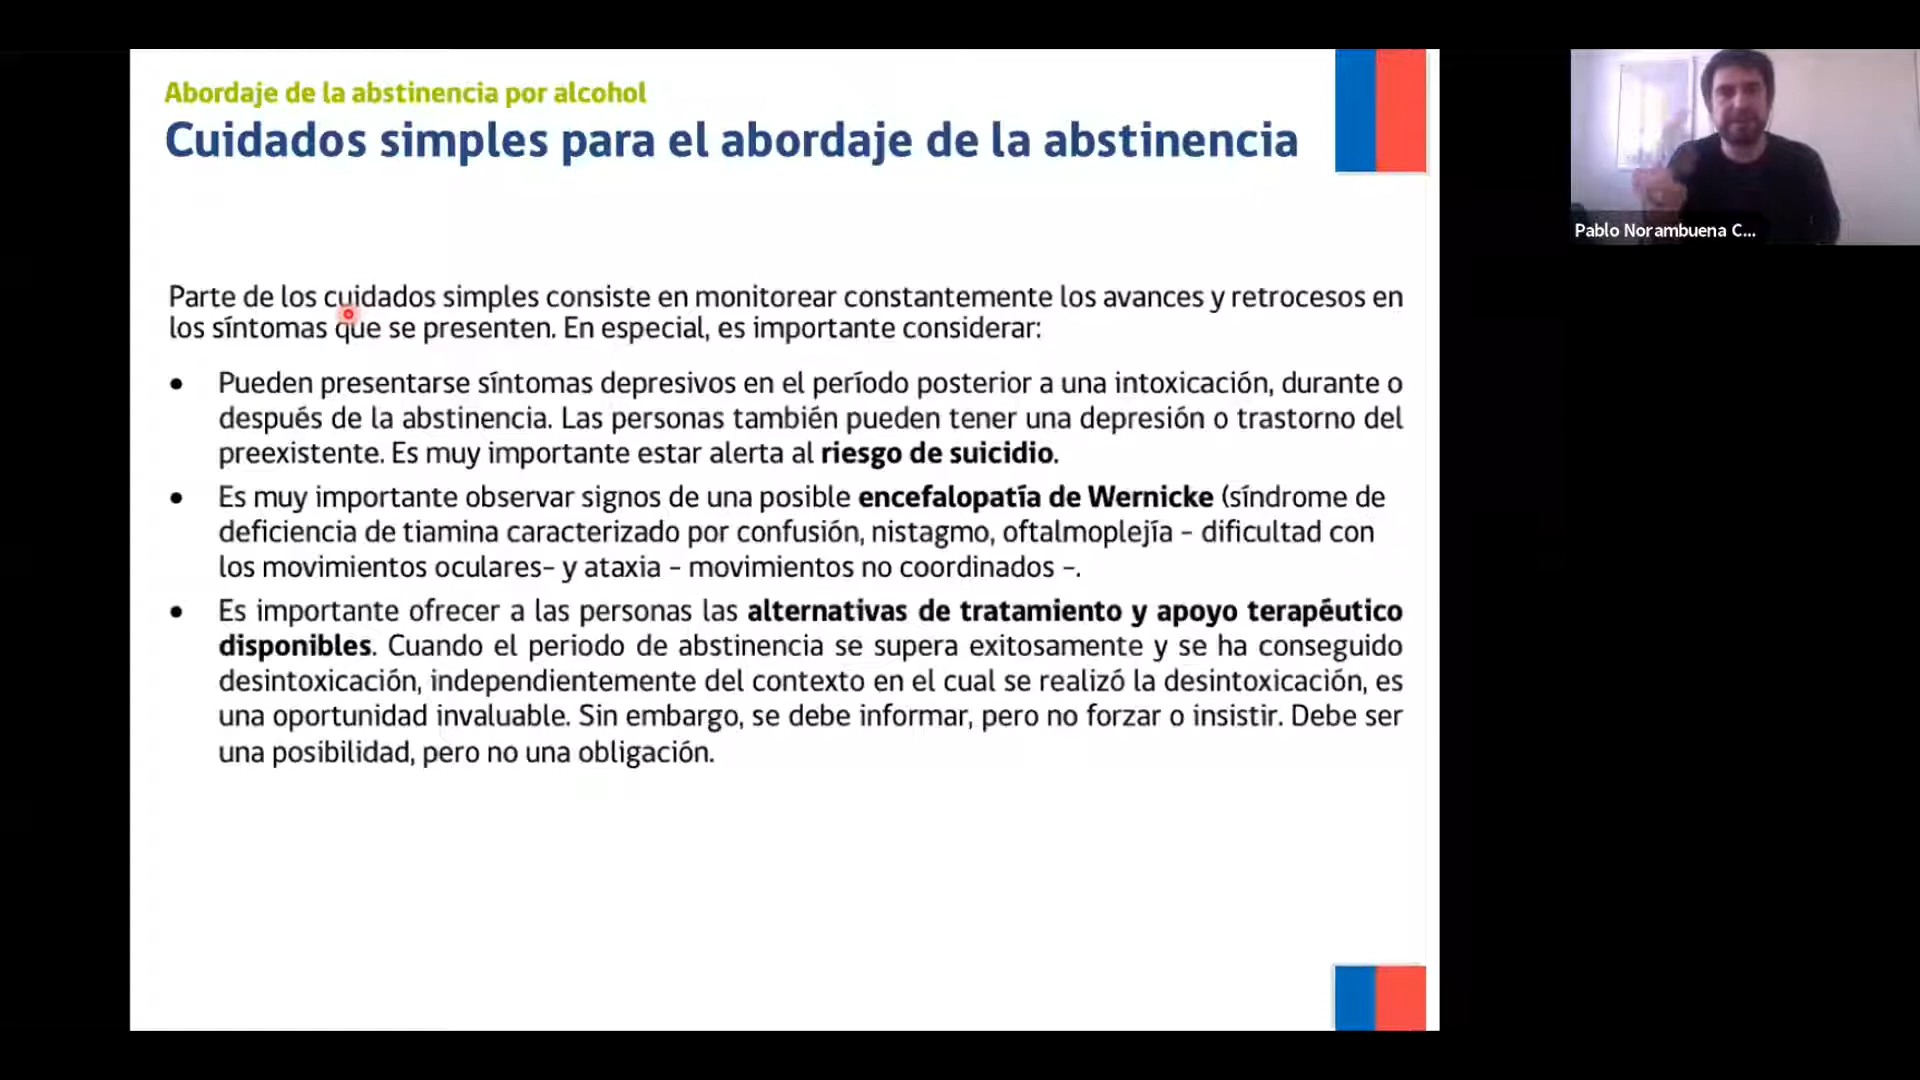 Abordaje de la abstinencia por alcohol
Cuidados simples para el abordaje de la abstinencia
Pablo Norambuena C...
Parte de los cuidados simples consiste en monitorear constantemente los avances y retrocesos en
los síntomas que se presenten. En especial, es importante considerar:
• Pueden presentarse síntomas depresivos en el período posterior a una intoxicación, durante o
después de la abstinencia. Las personas también pueden tener una depresión o trastorno del
preexistente. Es muy importante estar alerta al riesgo de suicidio.
• Es muy importante observar signos de una posible encefalopatía de Wernicke (síndrome de
deficiencia de tiamina caracterizado por confusión, nistagmo, oftalmoplejía – dificultad con
los movimientos oculares– y ataxia – movimientos no coordinados –.
• Es importante ofrecer a las personas las alternativas de tratamiento y apoyo terapéutico
disponibles. Cuando el periodo de abstinencia se supera exitosamente y se ha conseguido
desintoxicación, independientemente del contexto en el cual se realizó la desintoxicación, es
una oportunidad invaluable. Sin embargo, se debe informar, pero no forzar o insistir. Debe ser
una posibilidad, pero no una obligación.